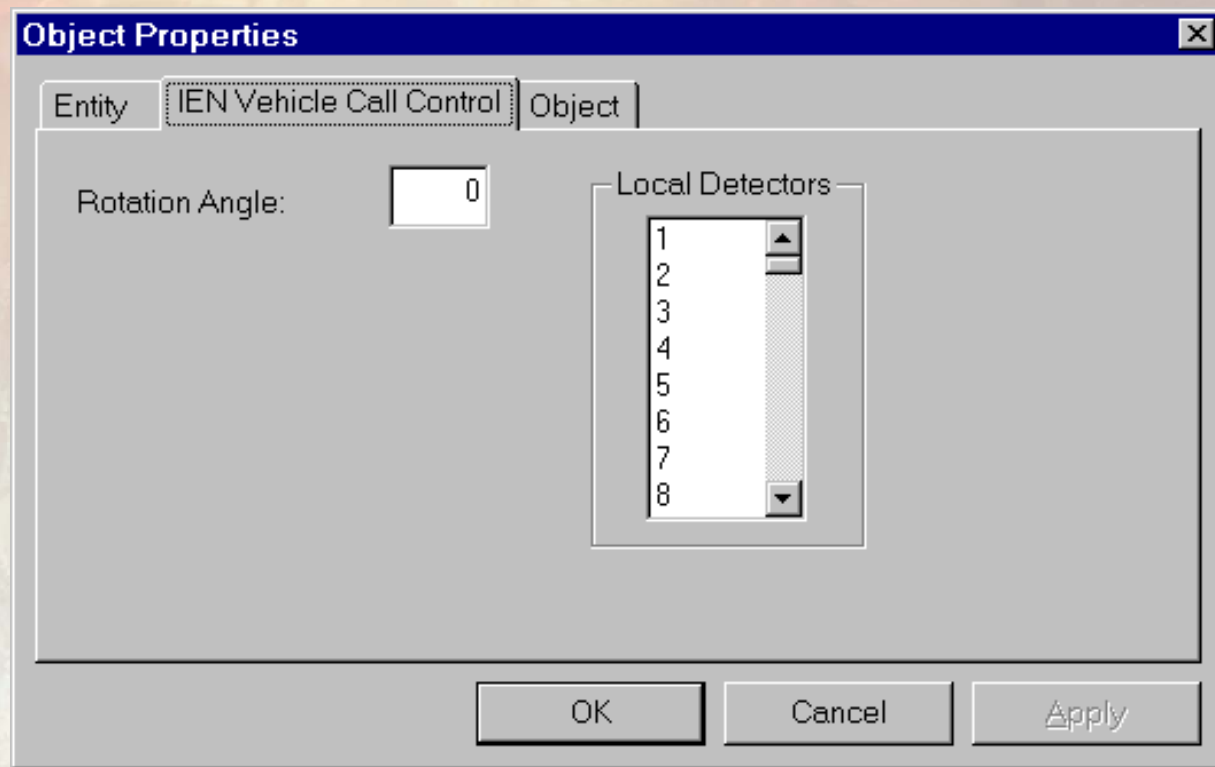 Object Properties
Entity
IEN Vehicle Call Control
Object
Rotation Angle:
0
Local Detectors
1
2
3
4
5
6
7
8
OK
Cancel
Apply